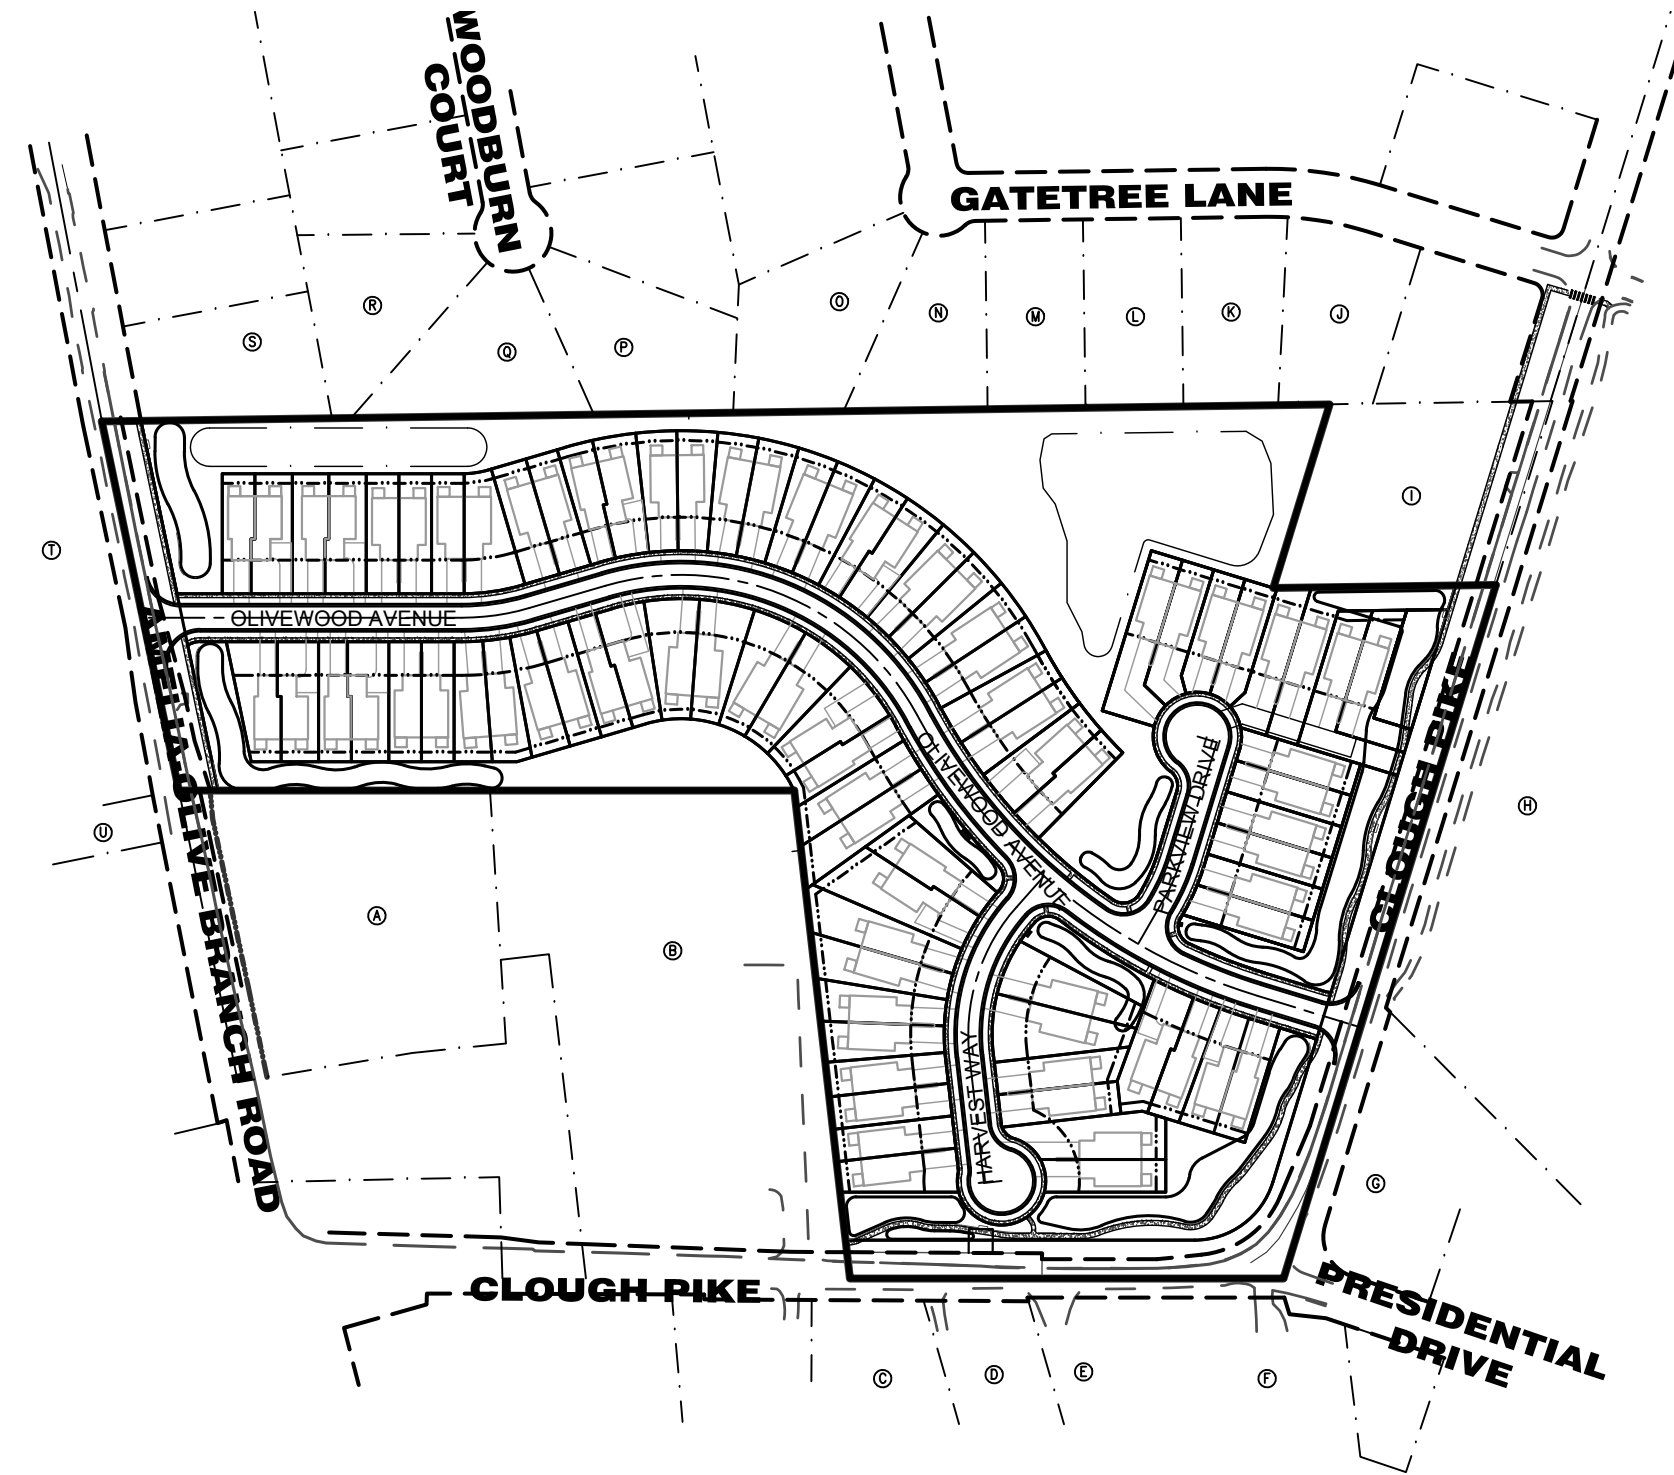 WOODBURN
COURT
GATETREE LANE
S
R
Q
P
O
N
M
L
K
J
I
T
OLIVEWOOD AVENUE
AMELIA OLIVE BRANCH ROAD
OLIVEWOOD AVENUE
PARKVIEW DRIVE
CLOUGH PIKE
H
U
A
B
HARVEST WAY
G
CLOUGH PIKE
PRESIDENTIAL
DRIVE
C
D
E
F